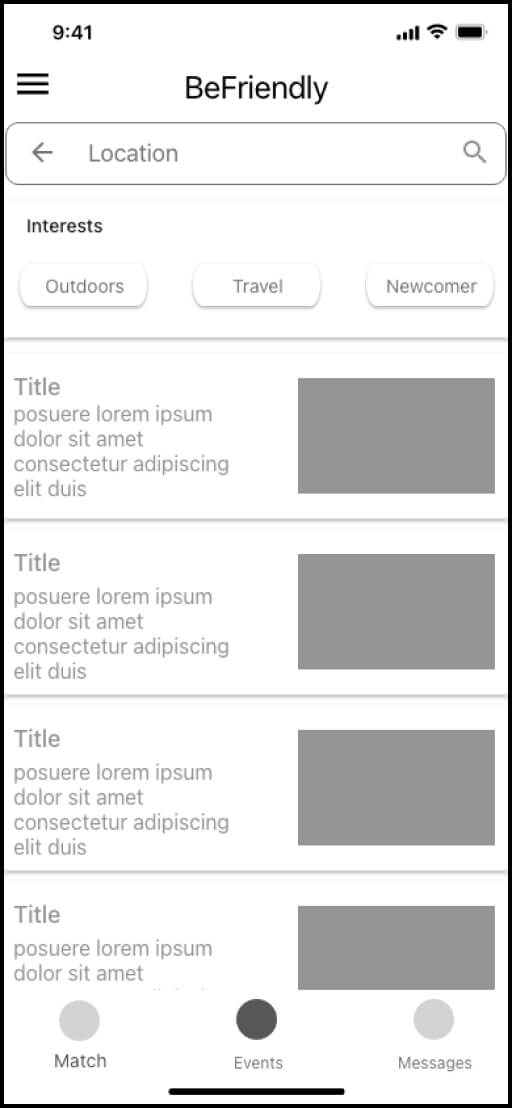 9:41
BeFriendly
Location
Interests
Outdoors Travel Newcomer
Title
posuere lorem ipsum
dolor sit amet
consectetur adipiscing
elit duis
Title
posuere lorem ipsum
dolor sit amet
consectetur adipiscing
elit duis
Title
posuere lorem ipsum
dolor sit amet
consectetur adipiscing
elit duis
Title
posuere lorem ipsum
dolor sit amet
Match Events Messages